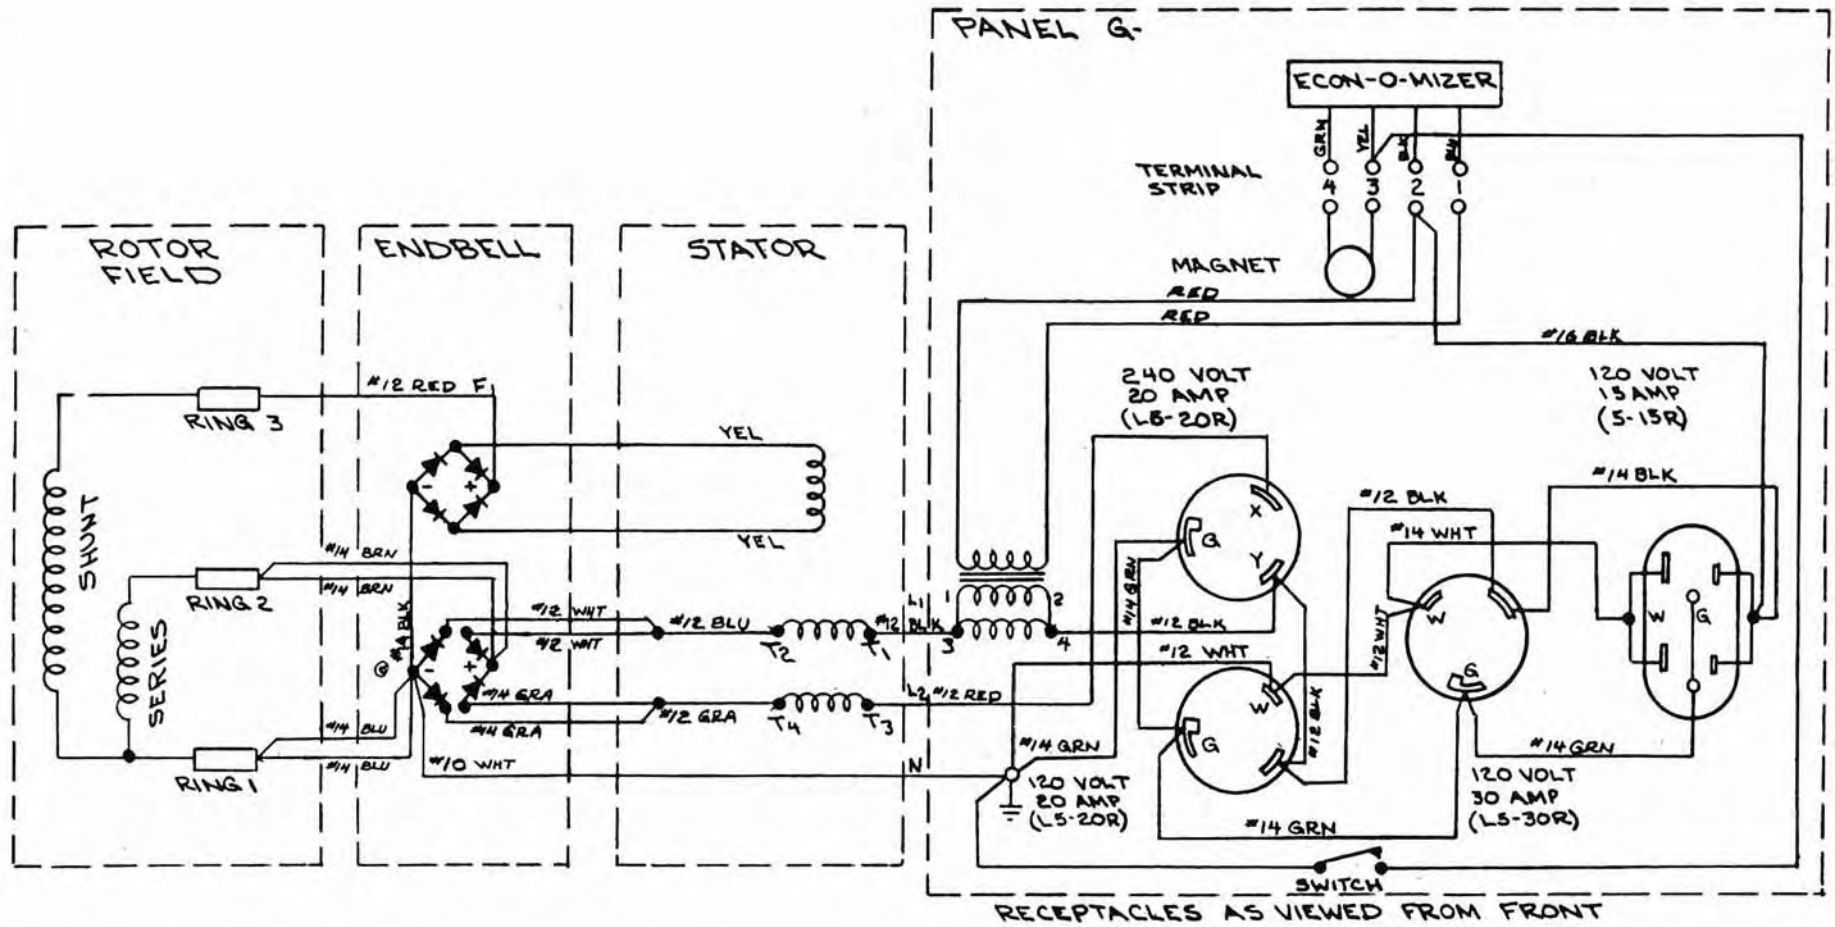 PANEL G-
ECON-O-MIZER
GRN
YEL
BLK
BLU
TERMINAL
STRIP
4 3 2 1
MAGNET
RED
RED
#16 BLK
ROTOR
FIELD
ENDBELL
STATOR
240 VOLT
20 AMP
(L6-20R)
120 VOLT
15 AMP
(5-15R)
#12 RED F1
RING 3
YEL
YEL
SHUNT
SERIES
#14 BRN
#14 BRN
RING 2
#14 BLK
#12 WHT
#12 WHT
#12 BLU
T2
T1
#12 BLK
L1
1 2
3 4
#12 BLK
#14 GRA
#14 GRA
#12 GRA
T4
T3
L2 #12 RED
#14 BLU
#14 BLU
RING 1
#10 WHT
N
- +
- +
X
Y
G
#14 GRN
#12 BLK
#14 BLK
#14 WHT
#12 WHT
#12 WHT
#12 BLK
W
G
W
G
W G
#14 GRN
#14 GRN
#14 GRN
120 VOLT
20 AMP
(L5-20R)
120 VOLT
30 AMP
(L5-30R)
SWITCH
RECEPTACLES AS VIEWED FROM FRONT